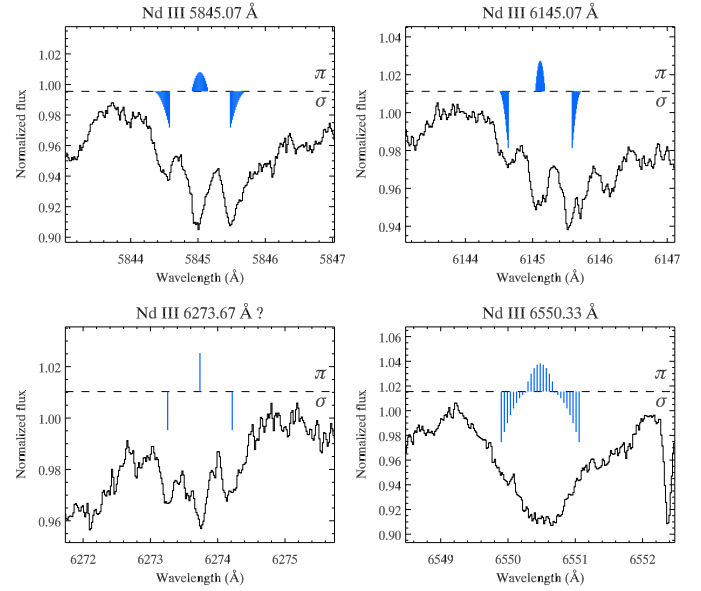 Nd III 5845.07 Å
1.02
1.00
0.98
0.96
0.94
0.92
0.90
Normalized flux
π
σ
5844
5845
5846
5847
Wavelength (Å)
Nd III 6145.07 Å
1.02
1.00
0.98
0.96
0.94
Normalized flux
π
σ
6144
6145
6146
6147
Wavelength (Å)
Nd III 6273.67 Å ?
1.04
1.02
1.00
0.98
0.96
Normalized flux
π
σ
6272
6273
6274
6275
Wavelength (Å)
Nd III 6550.33 Å
1.06
1.04
1.02
1.00
0.98
0.96
0.94
0.92
0.90
Normalized flux
π
σ
6549
6550
6551
6552
Wavelength (Å)